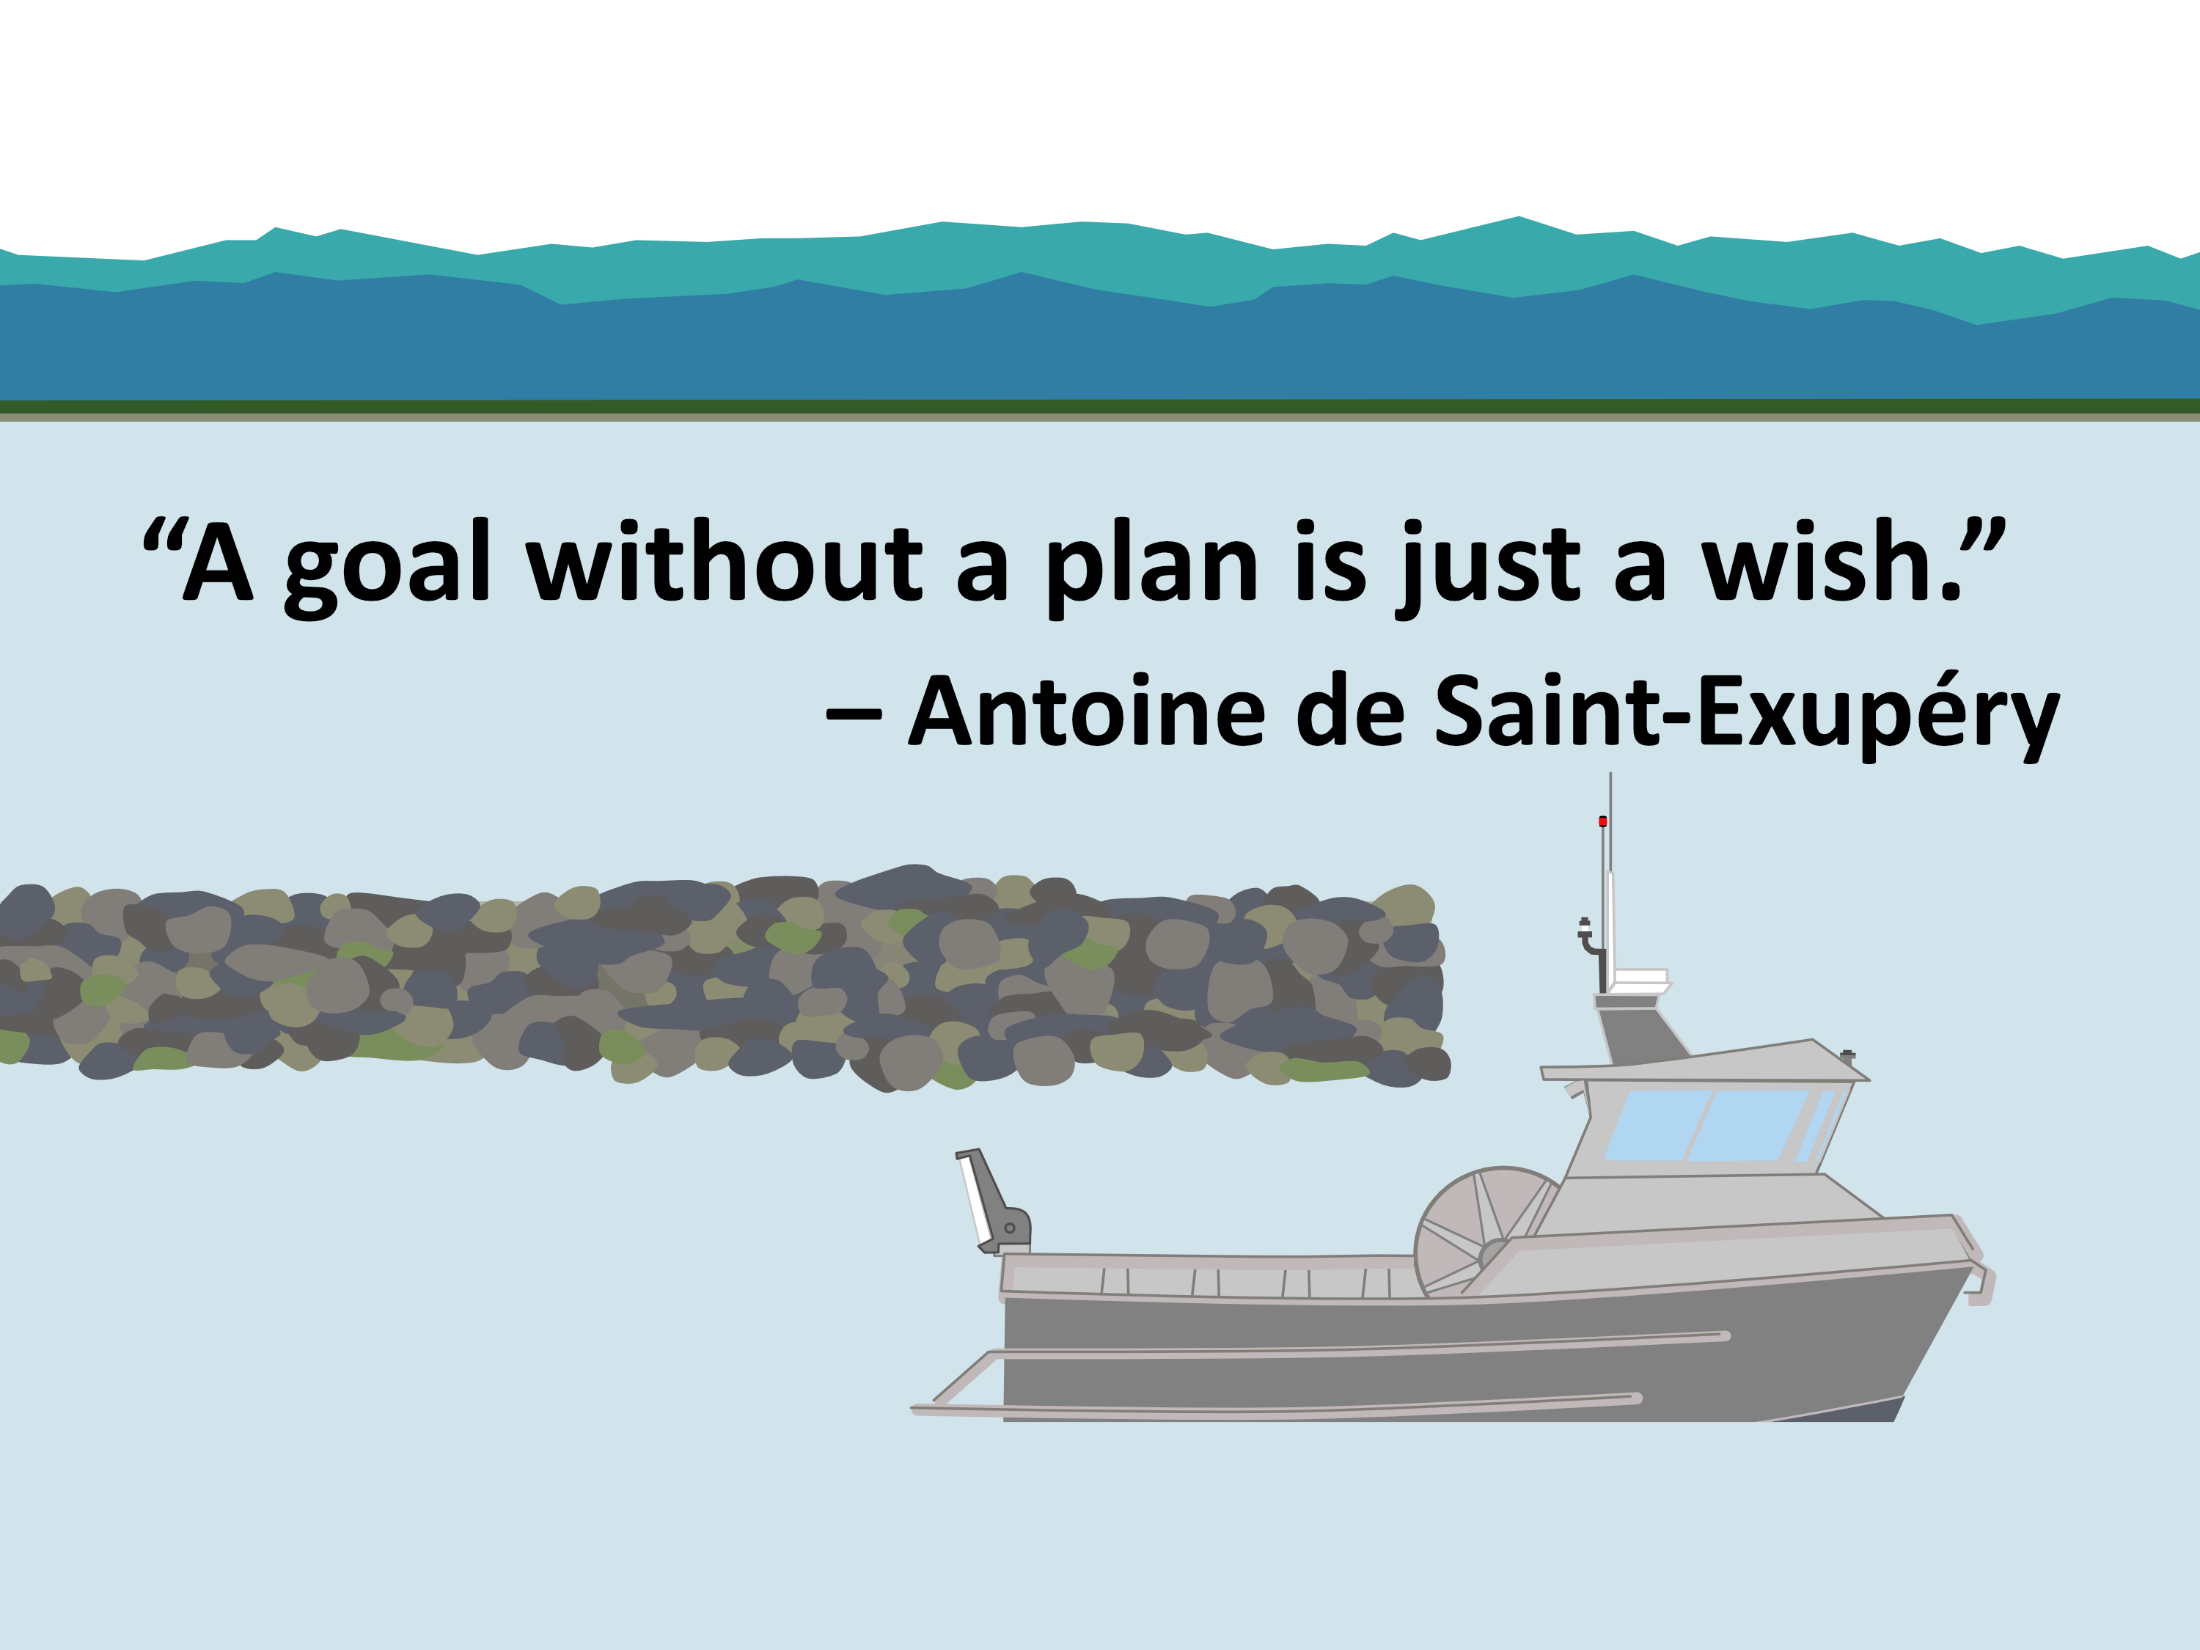 “A goal without a plan is just a wish.”
– Antoine de Saint-Exupéry